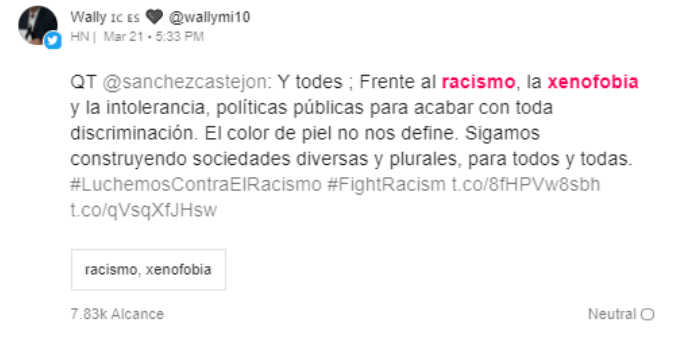 Wally IC ES 🖤 @wallymi10
HN | Mar 21 • 5:33 PM
QT @sanchezcastejon: Y todes ; Frente al racismo, la xenofobia
y la intolerancia, políticas públicas para acabar con toda
discriminación. El color de piel no nos define. Sigamos
construyendo sociedades diversas y plurales, para todos y todas.
#LuchemosContraElRacismo #FightRacism t.co/8fHPVw8sbh
t.co/qVsqXfJHsw
racismo, xenofobia
7.83k Alcance Neutral